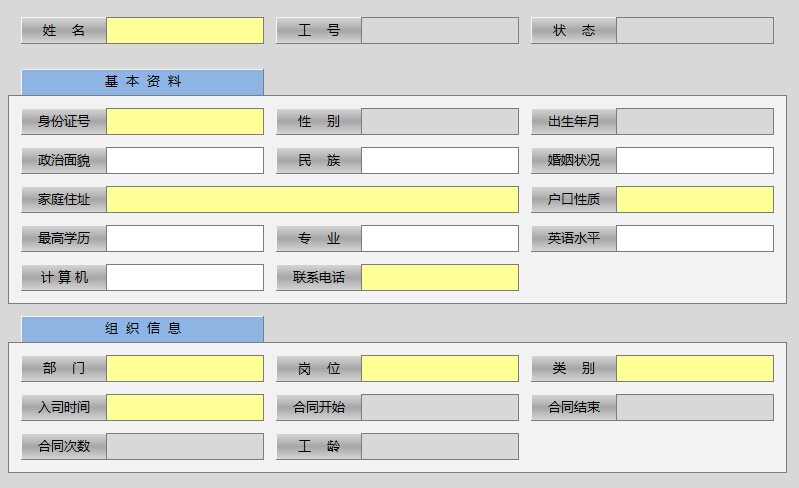 姓 名 工 号 状 态
基 本 资 料
身份证号 性 别 出生年月
政治面貌 民 族 婚姻状况
家庭住址 户口性质
最高学历 专 业 英语水平
计 算 机 联系电话
组 织 信 息
部 门 岗 位 类 别
入司时间 合同开始 合同结束
合同次数 工 龄